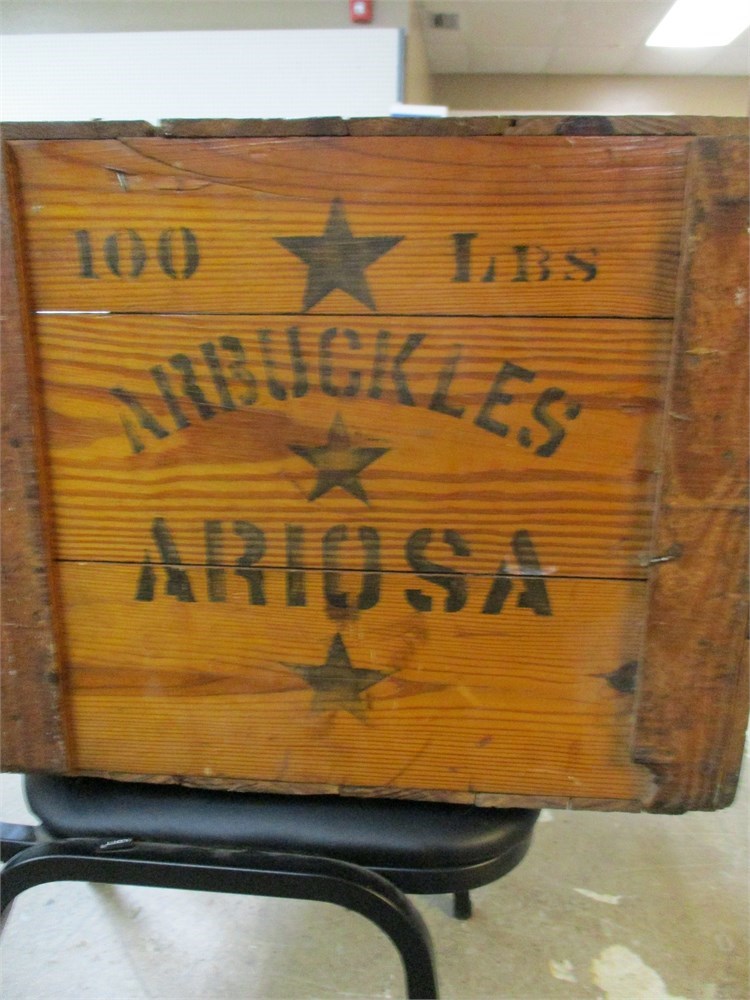 100 ★ LBS
ARBUCKLES
★
ARIOSA
★